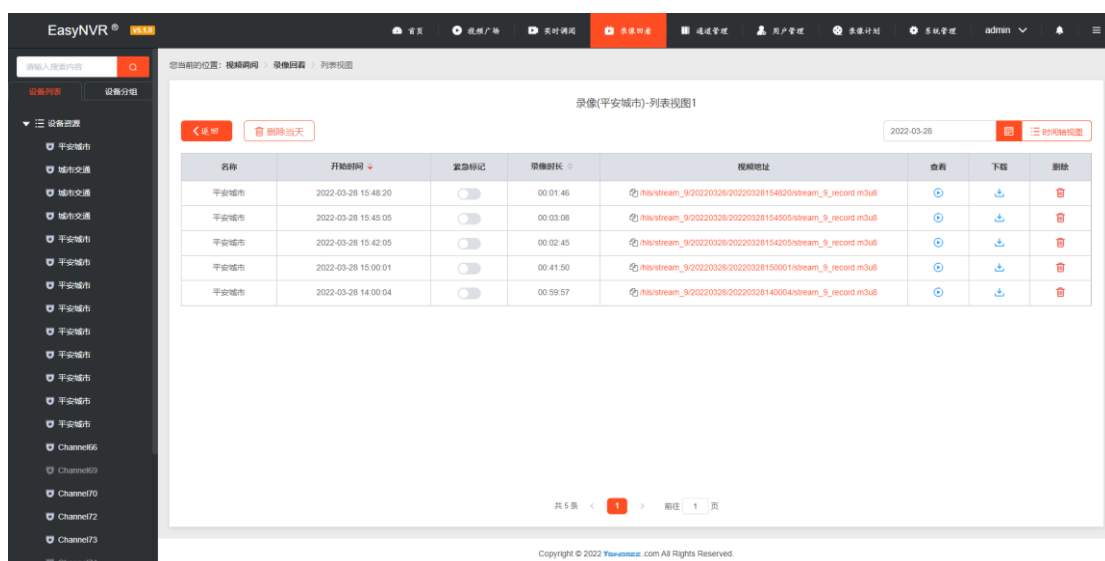 EasyNVR ® V5.1.0 首页 视频广场 实时调阅 录像回看 通道管理 用户管理 录像计划 系统管理 admin
请输入搜索内容
您当前的位置: 视频调阅 > 录像回看 > 列表视图
设备列表 设备分组
录像(平安城市)-列表视图1
设备资源
返回 删除当天 2022-03-28 时间轴视图
平安城市
城市交通
城市交通
城市交通
平安城市
平安城市
平安城市
平安城市
平安城市
平安城市
平安城市
平安城市
平安城市
Channel66
Channel69
Channel70
Channel72
Channel73
名称 开始时间 紧急标记 录像时长 视频地址 查看 下载 删除
平安城市 2022-03-28 15:48:20 00:01:46 /hls/stream_9/20220328/20220328154820/stream_9_record.m3u8
平安城市 2022-03-28 15:45:05 00:03:08 /hls/stream_9/20220328/20220328154505/stream_9_record.m3u8
平安城市 2022-03-28 15:42:05 00:02:45 /hls/stream_9/20220328/20220328154205/stream_9_record.m3u8
平安城市 2022-03-28 15:00:01 00:41:50 /hls/stream_9/20220328/20220328150001/stream_9_record.m3u8
平安城市 2022-03-28 14:00:04 00:59:57 /hls/stream_9/20220328/20220328140004/stream_9_record.m3u8
共 5 条 < 1 > 前往 1 页
Copyright © 2022 .com All Rights Reserved.